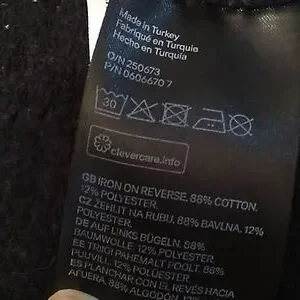 Made in Turkey
Fabriqué en Turquie
Hecho en Turquía
O/N 250673
P/N 0606670 7
30
clevercare.info
GB IRON ON REVERSE. 88% COTTON.
12% POLYESTER.
CZ ŽEHLIT NA RUBU. 88% BAVLNA. 12%
POLYESTER.
DE AUF LINKS BÜGELN. 88%
BAUMWOLLE. 12% POLYESTER.
EE TRIIKI PAHEMALT POOLT. 88%
PUUVILL. 12% POLÜESTER
ES PLANCHAR CON EL REVÉS HACIA
AFUERA. 88% ALGODÓN. 12%